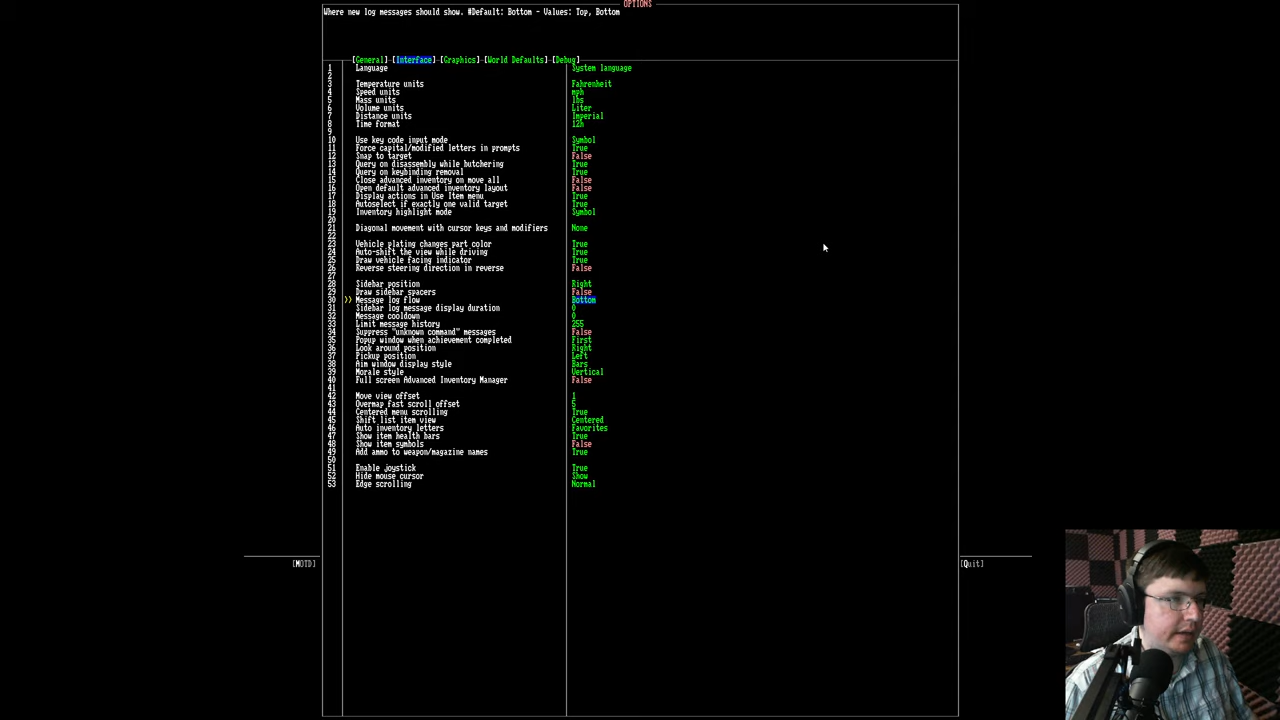 OPTIONS
Where new log messages should show. #Default: Bottom - Values: Top, Bottom
[General] [Interface] [Graphics] [World Defaults] [Debug]
1 Language System language
2
3 Temperature units Fahrenheit
4 Speed units mph
5 Mass units lbs
6 Volume units Liter
7 Distance units Imperial
8 Time format 12h
9
10 Use key code input mode Symbol
11 Force capital/modified letters in prompts True
12 Snap to target False
13 Query on disassembly while butchering True
14 Query on keybinding removal True
15 Close advanced inventory on move all False
16 Open default advanced inventory layout False
17 Display actions in Use Item menu True
18 Autoselect if exactly one valid target True
19 Inventory highlight mode Symbol
20
21 Diagonal movement with cursor keys and modifiers None
22
23 Vehicle plating changes part color True
24 Auto-shift the view while driving True
25 Draw vehicle facing indicator True
26 Reverse steering direction in reverse False
27
28 Sidebar position Right
29 Draw sidebar spacers False
30 >> Message log flow Bottom
31 Sidebar log message display duration 0
32 Message cooldown 0
33 Limit message history 255
34 Suppress "unknown command" messages False
35 Popup window when achievement completed First
36 Look around position Right
37 Pickup position Left
38 Aim window display style Bars
39 Morale style Vertical
40 Full screen Advanced Inventory Manager False
41
42 Move view offset 1
43 Overmap fast scroll offset 5
44 Centered menu scrolling True
45 Shift list item view Centered
46 Auto inventory letters Favorites
47 Show item health bars True
48 Show item symbols False
49 Add ammo to weapon/magazine names True
50
51 Enable joystick True
52 Hide mouse cursor Show
53 Edge scrolling Normal
[MOTD] [Quit]